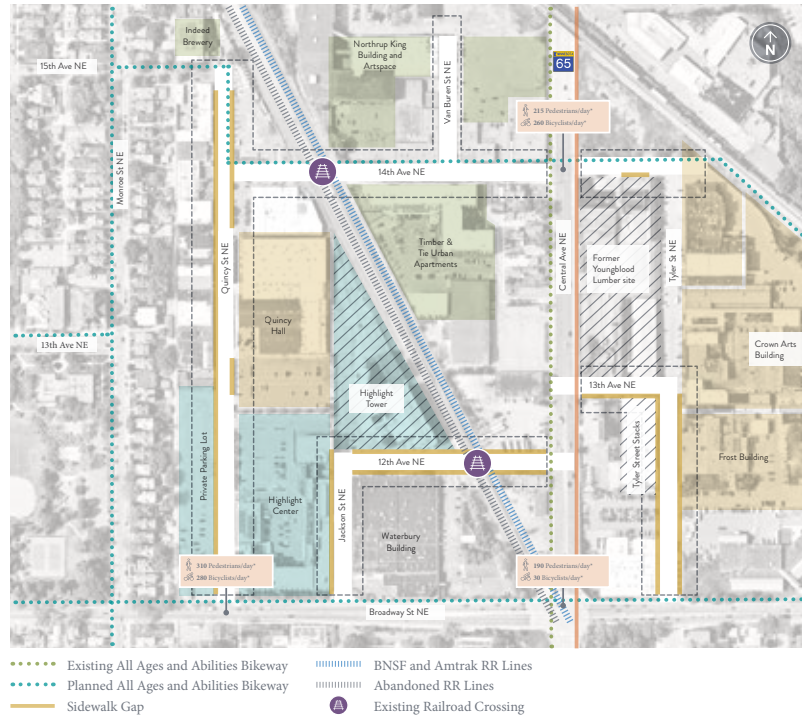 Indeed
Brewery
Northrup King
Building and
Artspace
Van Buren St NE
MINNESOTA
65
N
15th Ave NE
215 Pedestrians/day*
260 Bicyclists/day*
Monroe St NE
14th Ave NE
Quincy St NE
Timber &
Tie Urban
Apartments
Central Ave NE
Former
Youngblood
Lumber site
Tyler St NE
13th Ave NE
Quincy
Hall
Crown Arts
Building
Highlight
Tower
13th Ave NE
Private Parking Lot
Highlight
Center
Jackson St NE
12th Ave NE
Waterbury
Building
Tyler Street Stacks
Frost Building
310 Pedestrians/day*
280 Bicyclists/day*
190 Pedestrians/day*
30 Bicyclists/day*
Broadway St NE
Existing All Ages and Abilities Bikeway
Planned All Ages and Abilities Bikeway
Sidewalk Gap
BNSF and Amtrak RR Lines
Abandoned RR Lines
Existing Railroad Crossing